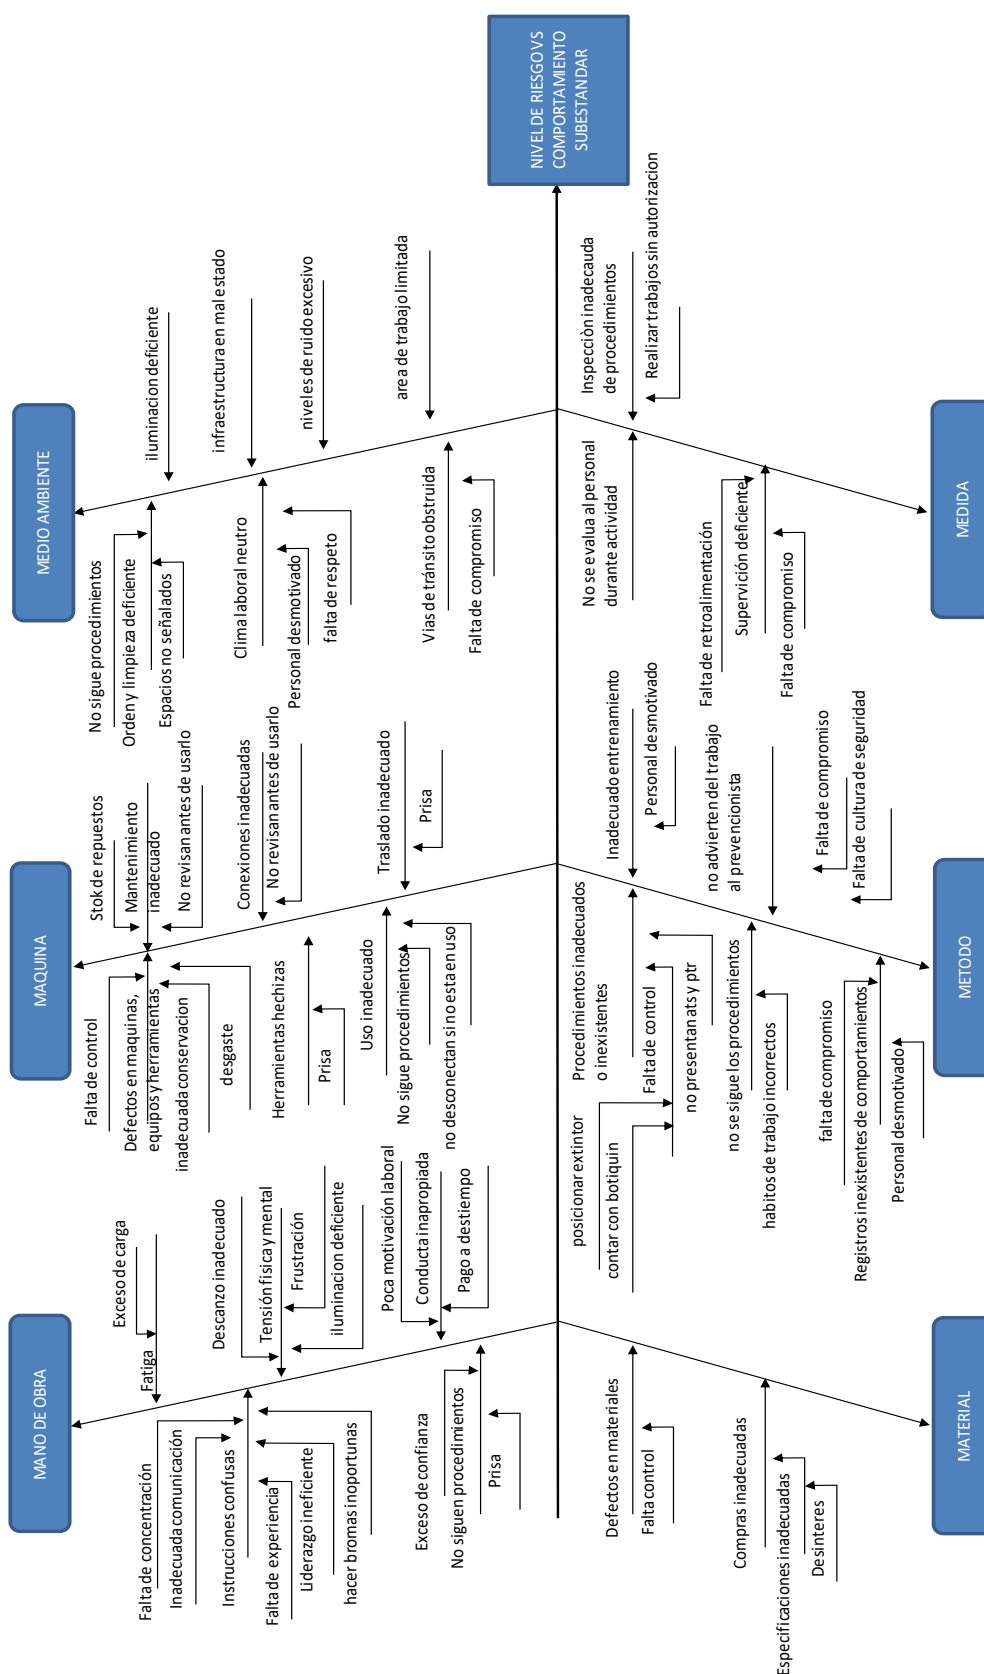 MANO DE OBRA
MAQUINA
MEDIO AMBIENTE
Exceso de carga
Fatiga
Falta de concentración
Inadecuada comunicación
Instrucciones confusas
Falta de experiencia
Liderazgo ineficiente
hacer bromas inoportunas
Descanzo inadecuado
Tensión física y mental
Frustración
iluminacion deficiente
Exceso de confianza
No siguen procedimientos
Prisa
Poca motivación laboral
Conducta inapropiada
Pago a destiempo
Falta de control
Defectos en maquinas,
equipos y herramientas
inadecuada conservacion
desgaste
Stok de repuestos
Mantenimiento
inadecuado
No revisan antes de usarlo
Conexiones inadecuadas
No revisan antes de usarlo
Herramientas hechizas
Prisa
Traslado inadecuado
Prisa
Uso inadecuado
No sigue procedimientos
no desconectan si no esta en uso
No sigue procedimientos
Orden y limpieza deficiente
Espacios no señalados
iluminacion deficiente
infraestructura en mal estado
Clima laboral neutro
Personal desmotivado
falta de respeto
niveles de ruido excesivo
area de trabajo limitada
Vias de tránsito obstruida
Falta de compromiso
NIVEL DE RIESGO VS
COMPORTAMIENTO
SUBESTANDAR
Defectos en materiales
Falta control
Compras inadecuadas
Especificaciones inadecuadas
Desinteres
posicionar extintor
contar con botiquin
Procedimientos inadecuados
o inexistentes
Falta de control
no presentan ats y ptr
Inadecuado entrenamiento
Personal desmotivado
no se sigue los procedimientos
habitos de trabajo incorrectos
no advierten del trabajo
al prevencionista
Falta de compromiso
Falta de cultura de seguridad
falta de compromiso
Registros inexistentes de comportamientos
Personal desmotivado
No se evalua al personal
durante actividad
Inspecciòn inadecauda
de procedimientos
Realizar trabajos sin autorizacion
Falta de retroalimentación
Supervición deficiente
Falta de compromiso
MATERIAL
METODO
MEDIDA